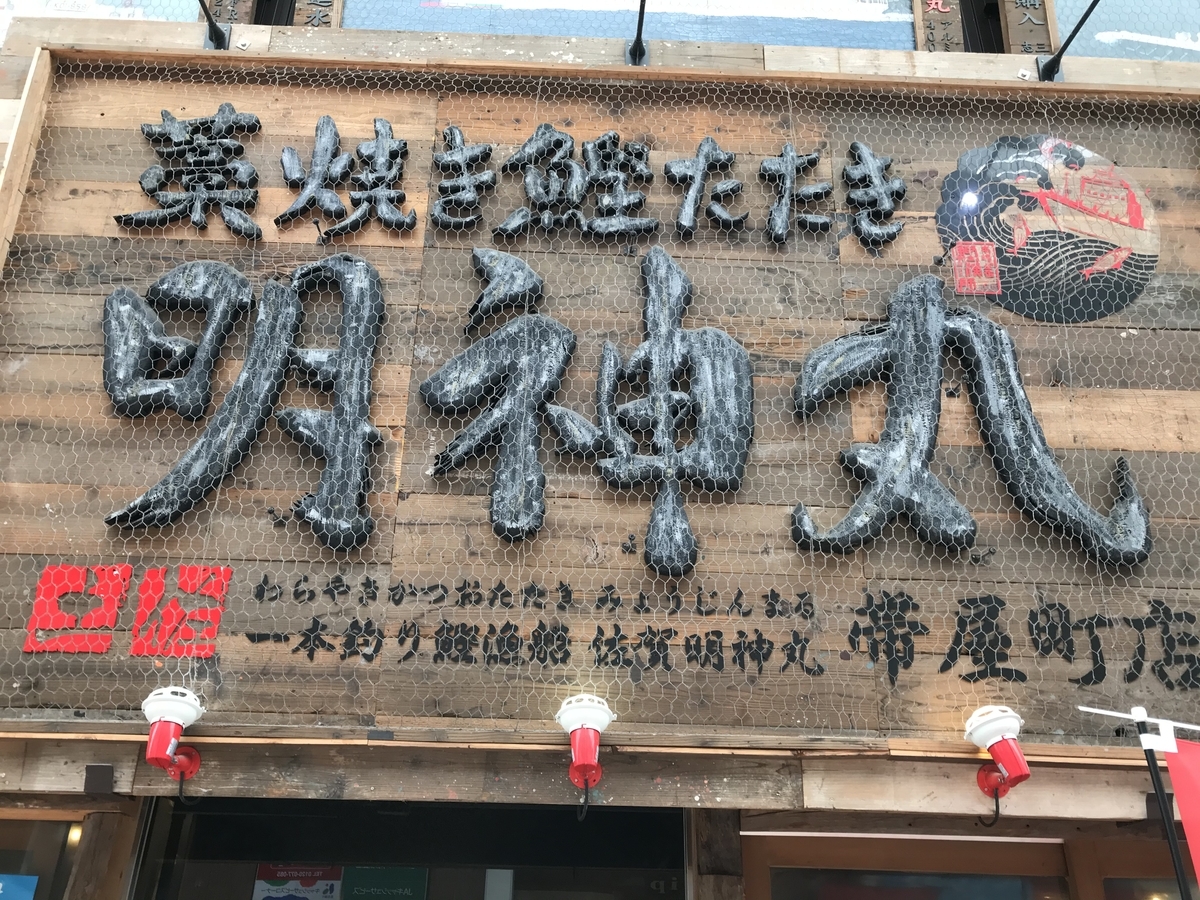 藁焼き鰹たたき
明神丸
わらやきかつおたたき みょうじんまる
一本釣り鰹漁船 佐賀明神丸
帯屋町店